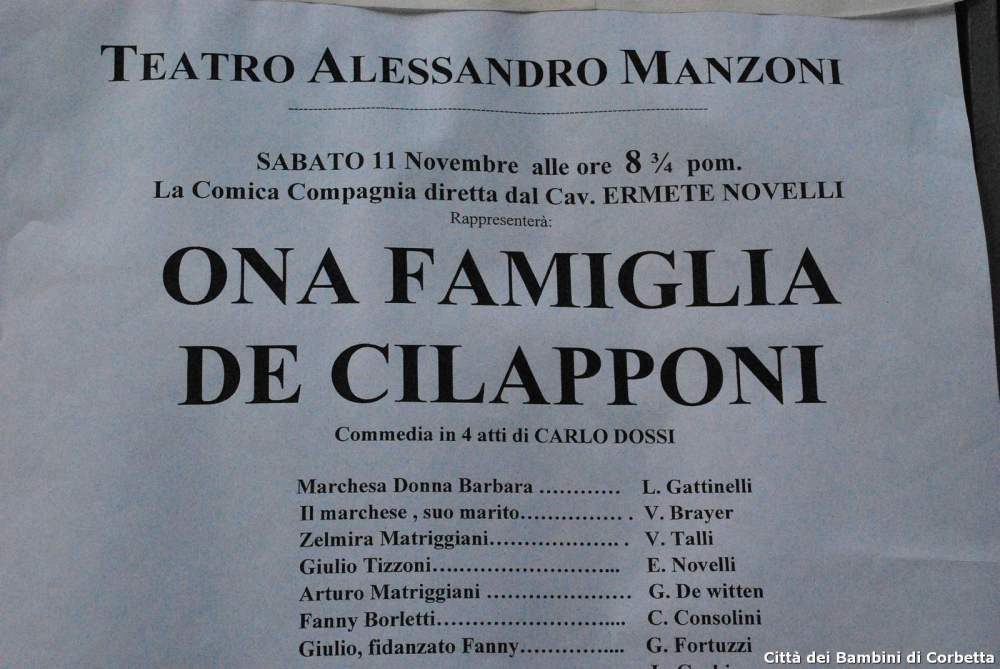 TEATRO ALESSANDRO MANZONI
SABATO 11 Novembre alle ore 8 ¾ pom.
La Comica Compagnia diretta dal Cav. ERMETE NOVELLI
Rappresenterà:
ONA FAMIGLIA
DE CILAPPONI
Commedia in 4 atti di CARLO DOSSI
Marchesa Donna Barbara ………… L. Gattinelli
Il marchese , suo marito…………… . V. Brayer
Zelmira Matriggiani……………….. . V. Talli
Giulio Tizzoni……………………... E. Novelli
Arturo Matriggiani ………………… G. De witten
Fanny Borletti…………………….... C. Consolini
Giulio, fidanzato Fanny………….... G. Fortuzzi
Città dei Bambini di Corbetta